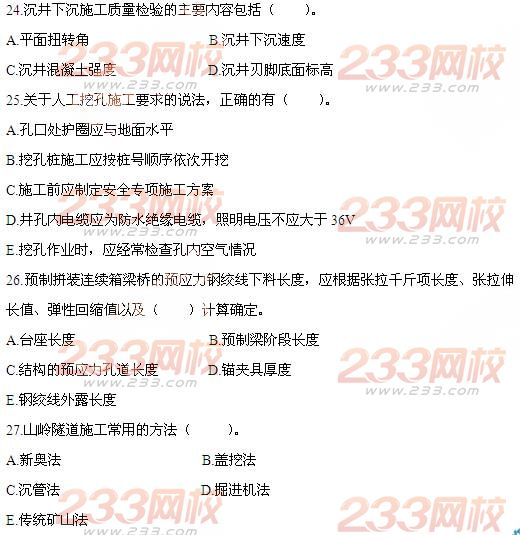 24.沉井下沉施工质量检验的主要内容包括（　　）。
A.平面扭转角　　B.沉井下沉速度
C.沉井混凝土强度　　D.沉井刃脚底面标高
25.关于人工挖孔施工要求的说法，正确的有（　　）。
A.孔口处护圈应与地面水平
B.挖孔桩施工应按桩号顺序依次开挖
C.施工前应制定安全专项施工方案
D.井孔内电缆应为防水绝缘电缆，照明电压不应大于 36V
E.挖孔作业时，应经常检查孔内空气情况
26.预制拼装连续箱梁桥的预应力钢绞线下料长度，应根据张拉千斤顶长度、张拉伸
长值、弹性回缩值以及（　　）计算确定。
A.台座长度　　B.预制梁阶段长度
C.结构的预应力孔道长度　　D.锚夹具厚度
E.钢绞线外露长度
27.山岭隧道施工常用的方法（　　）。
A.新奥法　　B.盖挖法
C.沉管法　　D.掘进机法
E.传统矿山法
233网校
www.233.com